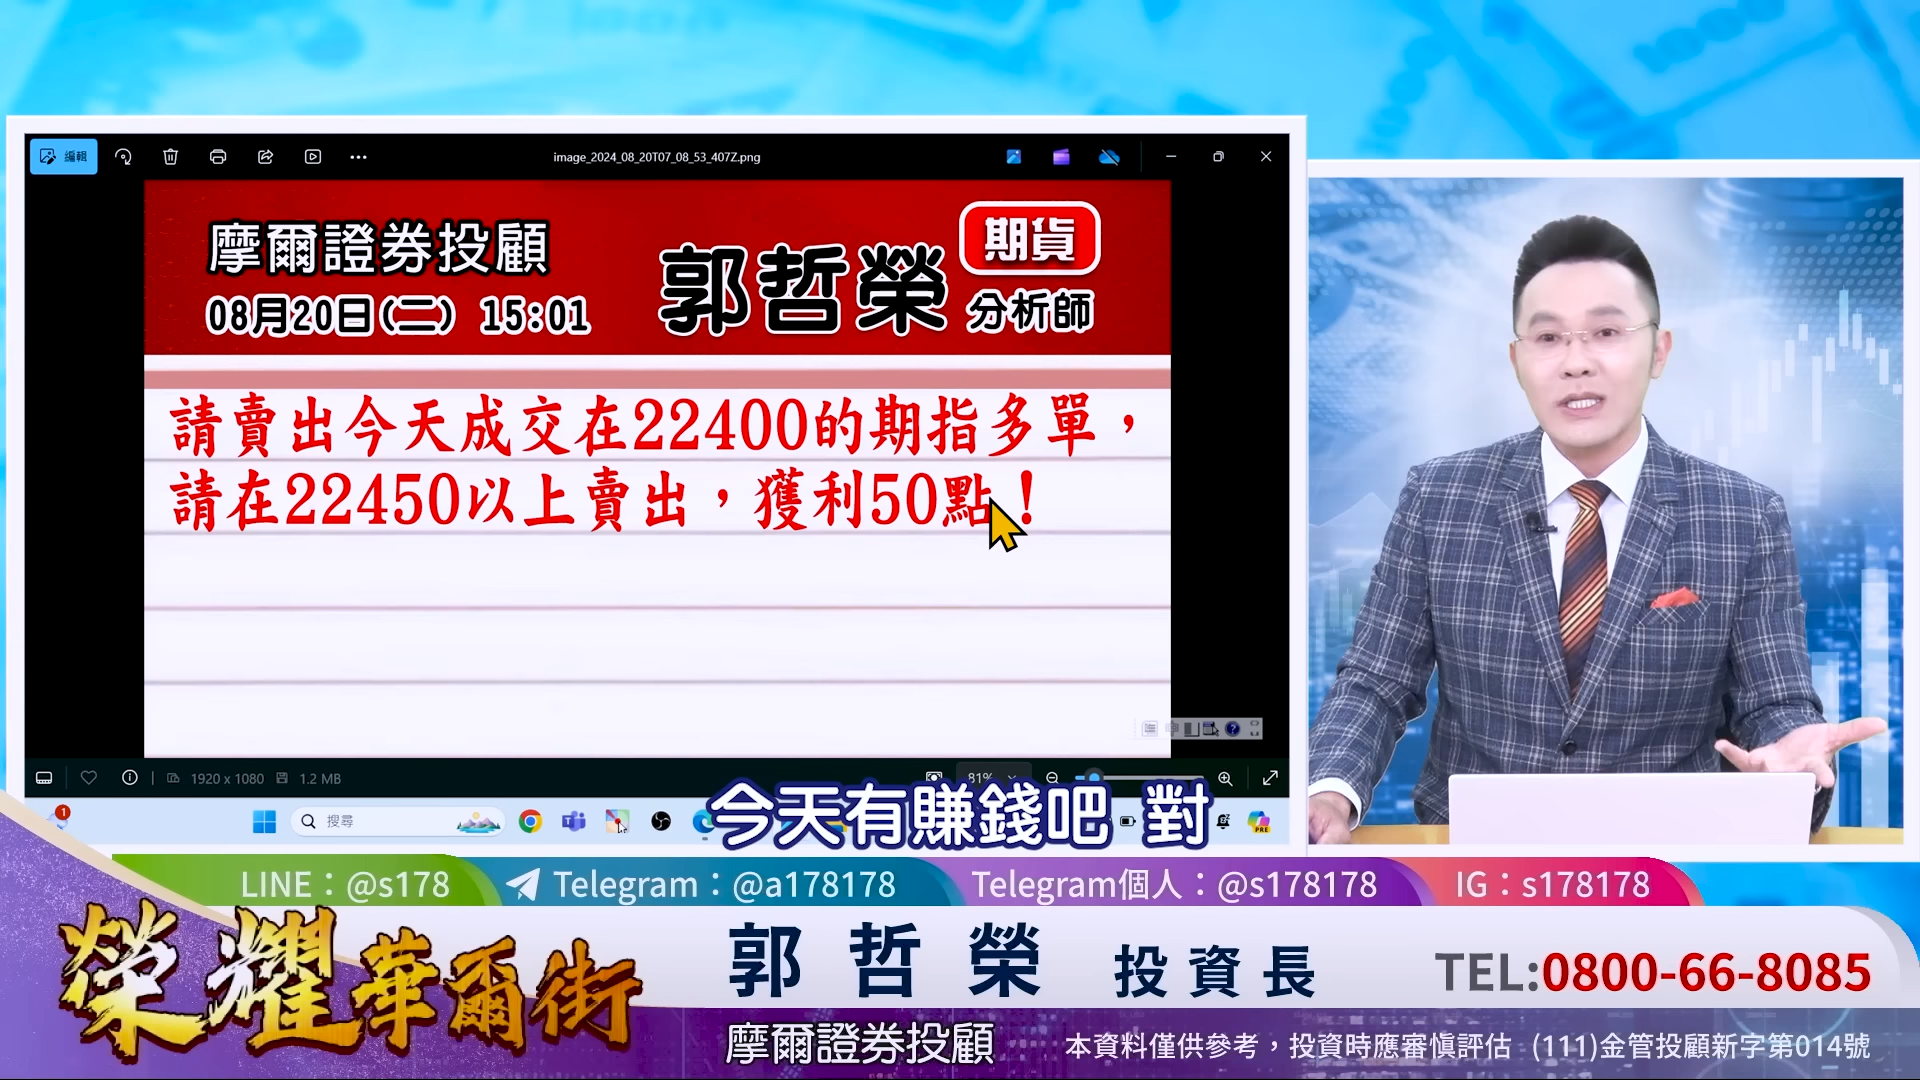 編輯
image_2024_08_20T07_08_53_407Z.png
摩爾證券投顧
08月20日(二) 15:01
郭哲榮
期貨
分析師
請賣出今天成交在22400的期指多單，
請在22450以上賣出，獲利50點！
1920 x 1080
1.2 MB
81%
1
搜尋
今天有賺錢吧 對
LINE：@s178
Telegram：@a178178
Telegram個人：@s178178
IG：s178178
榮耀華爾街
郭哲榮 投資長
TEL:0800-66-8085
摩爾證券投顧
本資料僅供參考，投資時應審慎評估 (111)金管投顧新字第014號